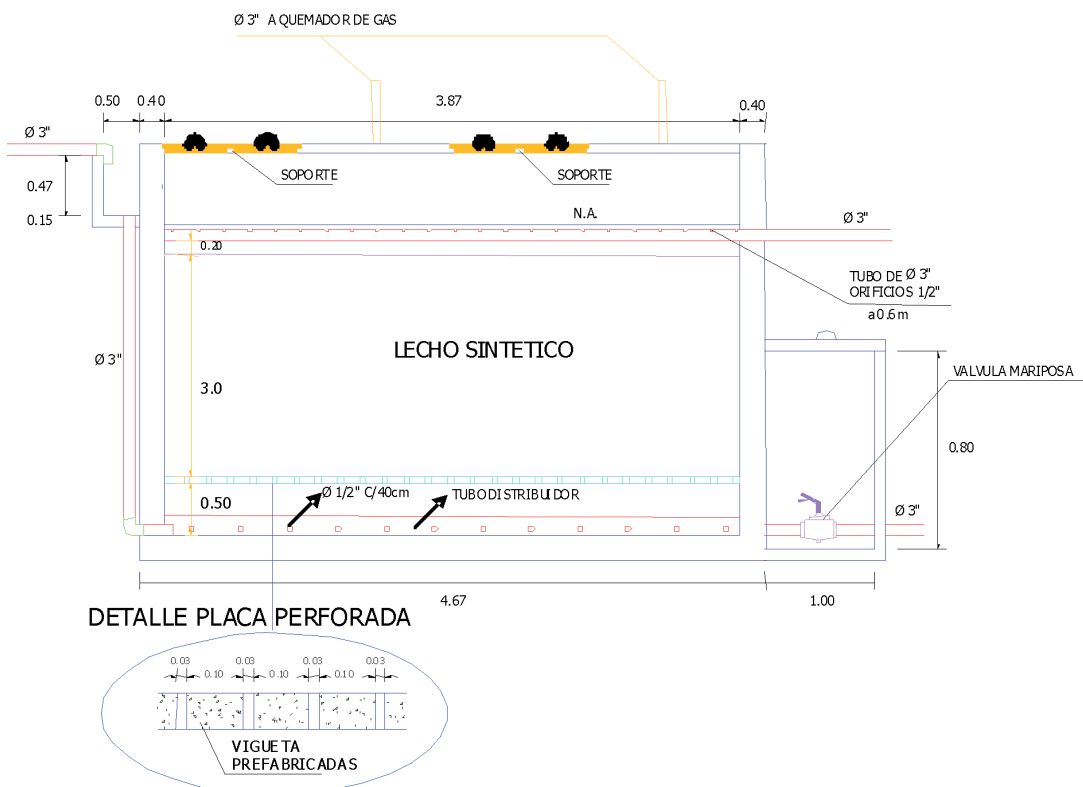 Ø 3" A QUEMADOR DE GAS
0.50
0.40
3.87
0.40
Ø 3"
SOPORTE
SOPORTE
0.47
0.15
N.A.
Ø 3"
0.20
TUBO DE Ø 3"
ORIFICIOS 1/2"
a 0.6 m
LECHO SINTETICO
Ø 3"
VALVULA MARIPOSA
3.0
0.80
Ø 1/2" C/40cm
TUBO DISTRIBUIDOR
0.50
Ø 3"
4.67
1.00
DETALLE PLACA PERFORADA
0.03
0.03
0.03
0.03
0.10
0.10
0.10
VIGUETA
PREFABRICADAS